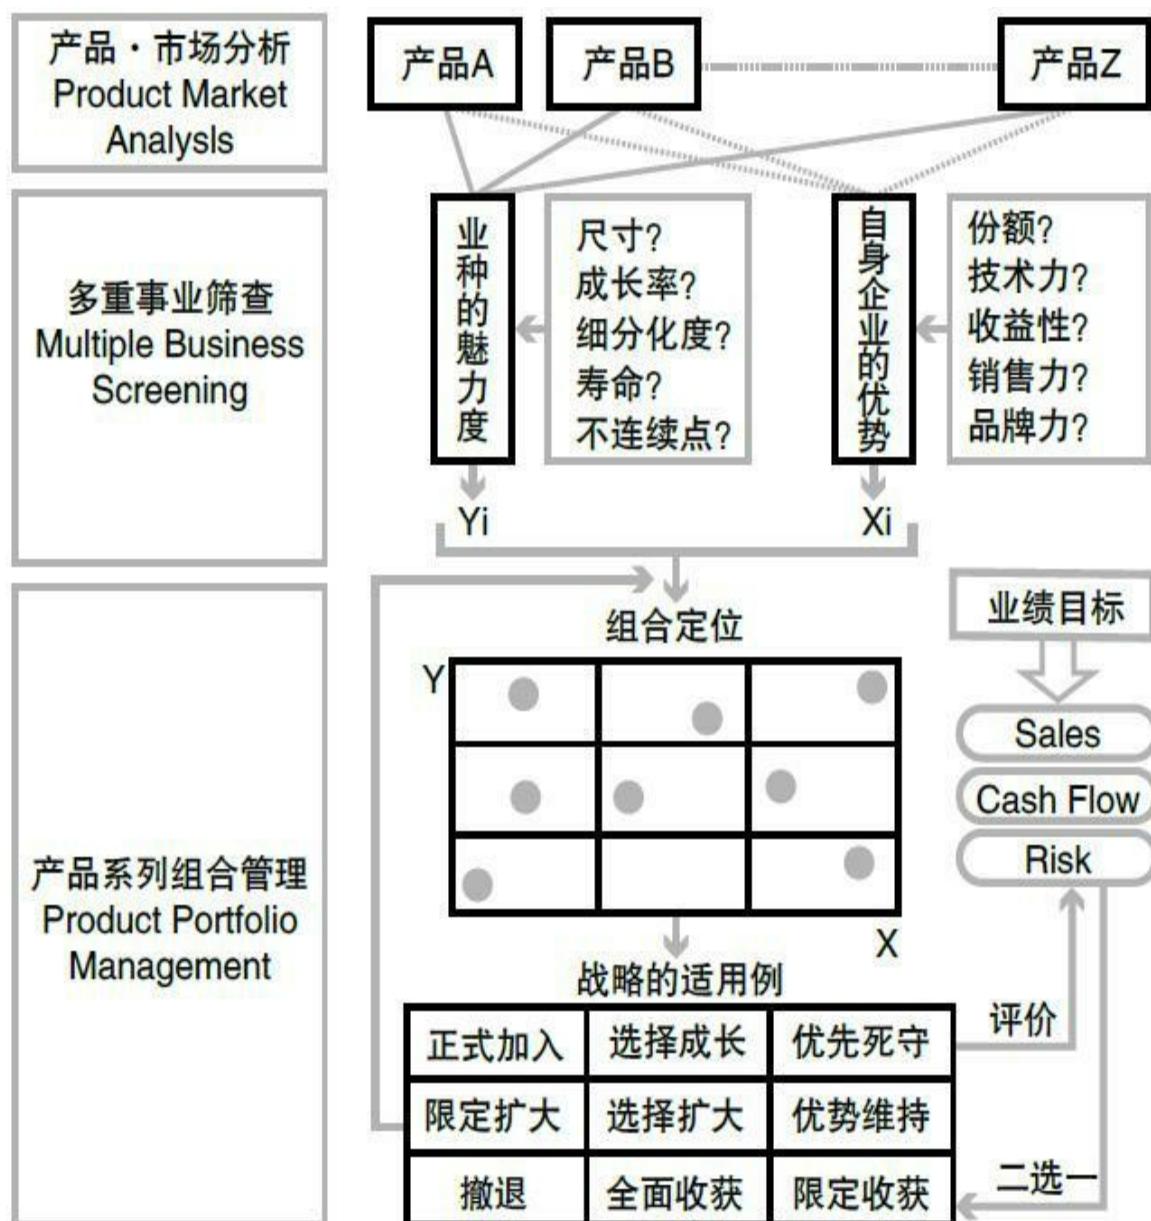 产品・市场分析
Product Market
AnalysIs
产品A
产品B
产品Z
多重事业筛查
Multiple Business
Screening
业种的魅力度
尺寸?
成长率?
细分化度?
寿命?
不连续点?
自身企业的优势
份额?
技术力?
收益性?
销售力?
品牌力?
Yi
Xi
产品系列组合管理
Product Portfolio
Management
组合定位
Y
X
业绩目标
Sales
Cash Flow
Risk
战略的适用例
正式加入
选择成长
优先死守
限定扩大
选择扩大
优势维持
撤退
全面收获
限定收获
评价
二选一